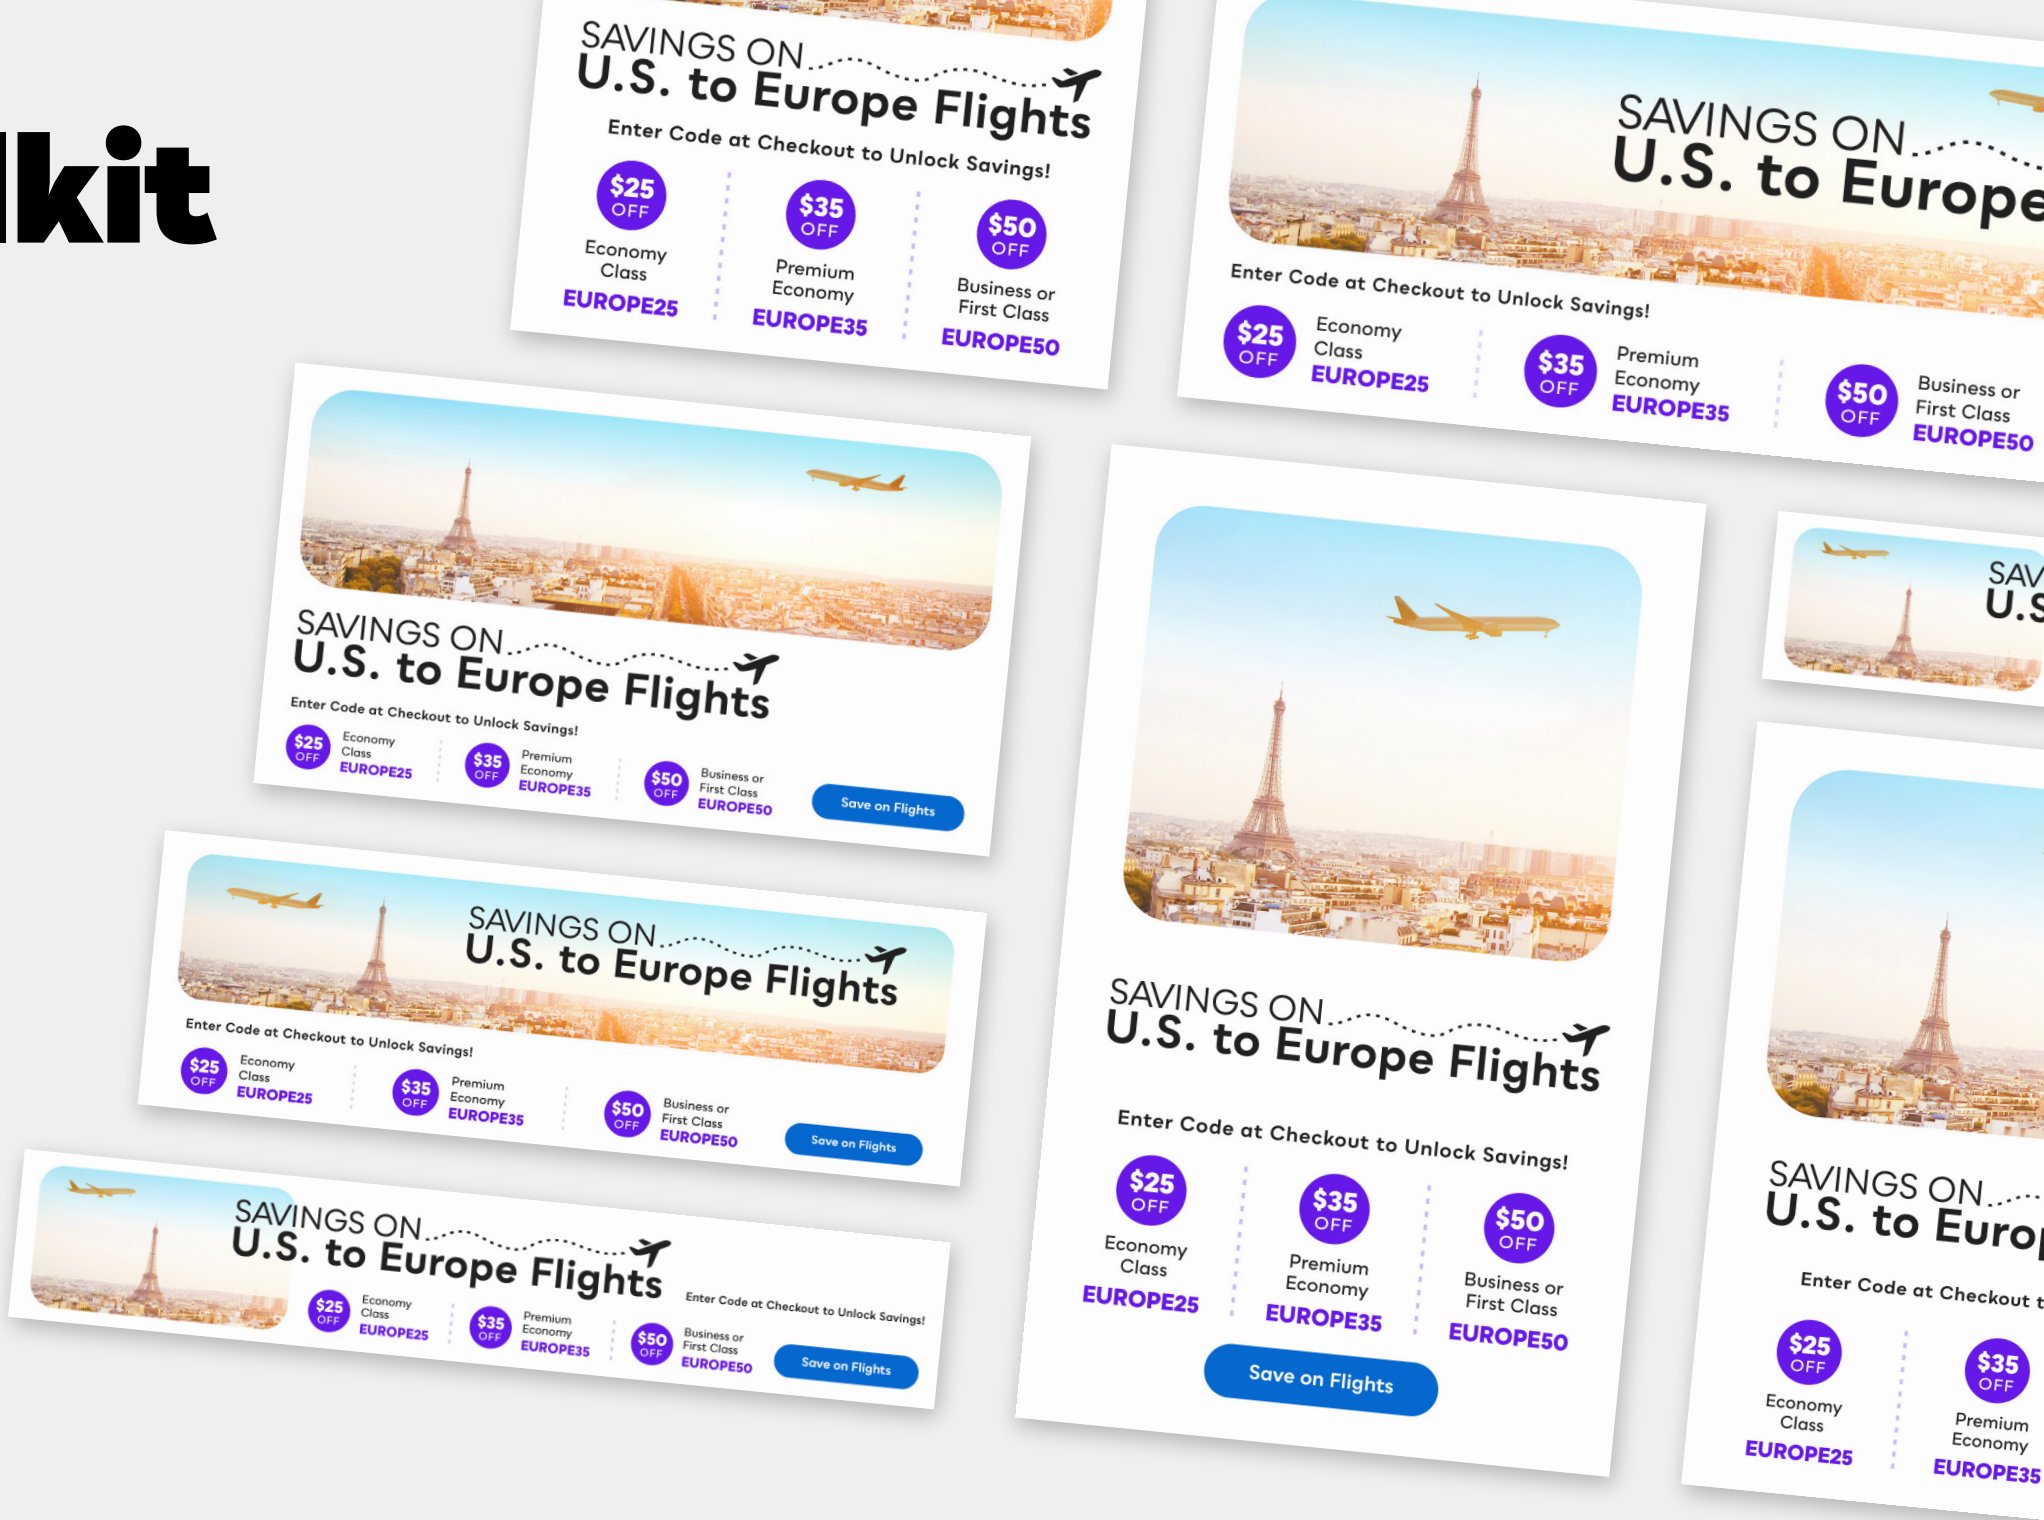 lkit
SAVINGS ON
U.S. to Europe Flights
Enter Code at Checkout to Unlock Savings!
$25
OFF
Economy
Class
EUROPE25
$35
OFF
Premium
Economy
EUROPE35
$50
OFF
Business or
First Class
EUROPE50
SAVINGS ON
U.S. to Europe
Enter Code at Checkout to Unlock Savings!
$25
OFF
Economy
Class
EUROPE25
$35
OFF
Premium
Economy
EUROPE35
$50
OFF
Business or
First Class
EUROPE50
SAVINGS ON
U.S. to Europe Flights
Enter Code at Checkout to Unlock Savings!
$25
OFF
Economy
Class
EUROPE25
$35
OFF
Premium
Economy
EUROPE35
$50
OFF
Business or
First Class
EUROPE50
Save on Flights
SAVINGS ON
U.S. to Europe Flights
Enter Code at Checkout to Unlock Savings!
$25
OFF
Economy
Class
EUROPE25
$35
OFF
Premium
Economy
EUROPE35
$50
OFF
Business or
First Class
EUROPE50
Save on Flights
SAVINGS ON
U.S. to Europe Flights
Enter Code at Checkout to Unlock Savings!
$25
OFF
Economy
Class
EUROPE25
$35
OFF
Premium
Economy
EUROPE35
$50
OFF
Business or
First Class
EUROPE50
Save on Flights
SAVINGS ON
U.S. to Europe Flights
Enter Code at Checkout to Unlock Savings!
$25
OFF
Economy
Class
EUROPE25
$35
OFF
Premium
Economy
EUROPE35
$50
OFF
Business or
First Class
EUROPE50
Save on Flights
SAV
U.S
SAVINGS ON
U.S. to Euro
Enter Code at Checkout t
$25
OFF
Economy
Class
EUROPE25
$35
OFF
Premium
Economy
EUROPE35